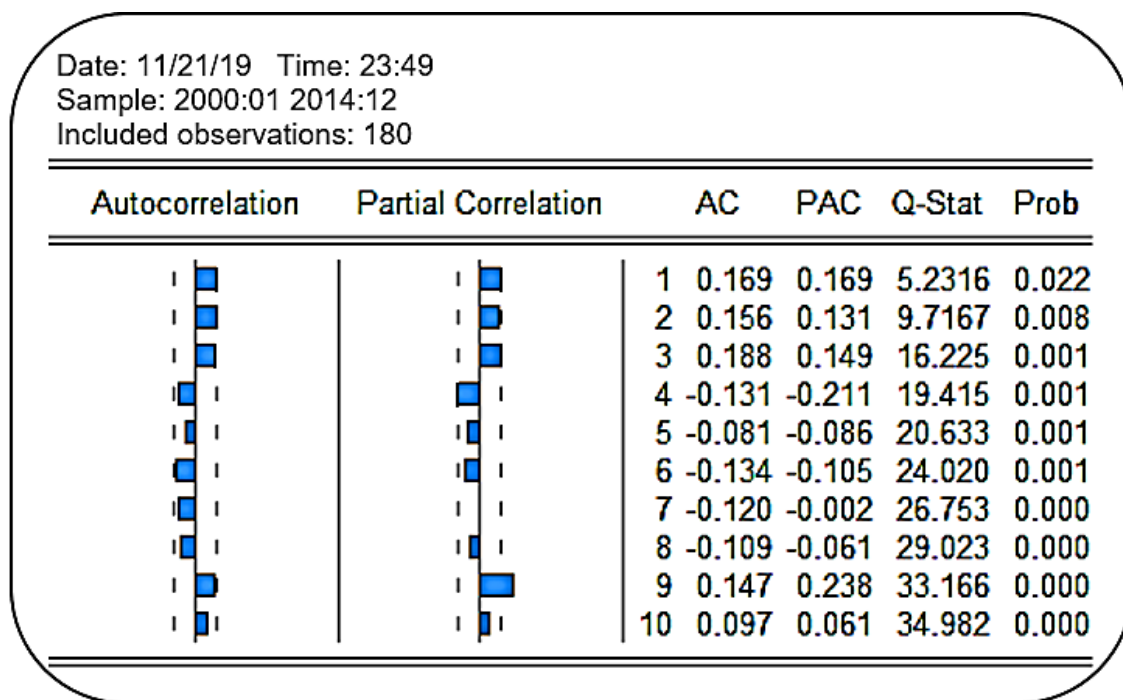 Date: 11/21/19 Time: 23:49
Sample: 2000:01 2014:12
Included observations: 180
Autocorrelation Partial Correlation AC PAC Q-Stat Prob
1 0.169 0.169 5.2316 0.022
2 0.156 0.131 9.7167 0.008
3 0.188 0.149 16.225 0.001
4 -0.131 -0.211 19.415 0.001
5 -0.081 -0.086 20.633 0.001
6 -0.134 -0.105 24.020 0.001
7 -0.120 -0.002 26.753 0.000
8 -0.109 -0.061 29.023 0.000
9 0.147 0.238 33.166 0.000
10 0.097 0.061 34.982 0.000